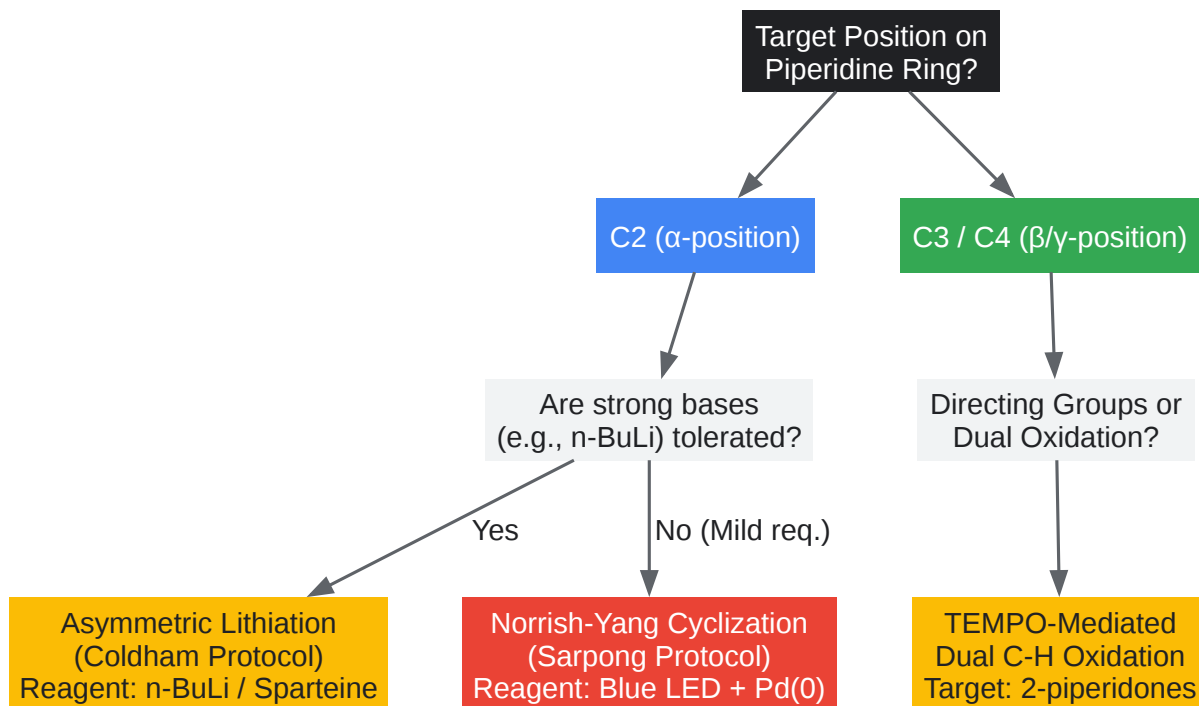 Target Position on
Piperidine Ring?
C2 (α-position)
C3 / C4 (β/γ-position)
Are strong bases
(e.g., n-BuLi) tolerated?
Directing Groups or
Dual Oxidation?
Yes
No (Mild req.)
Asymmetric Lithiation
(Coldham Protocol)
Reagent: n-BuLi / Sparteine
Norrish-Yang Cyclization
(Sarpong Protocol)
Reagent: Blue LED + Pd(0)
TEMPO-Mediated
Dual C-H Oxidation
Target: 2-piperidones